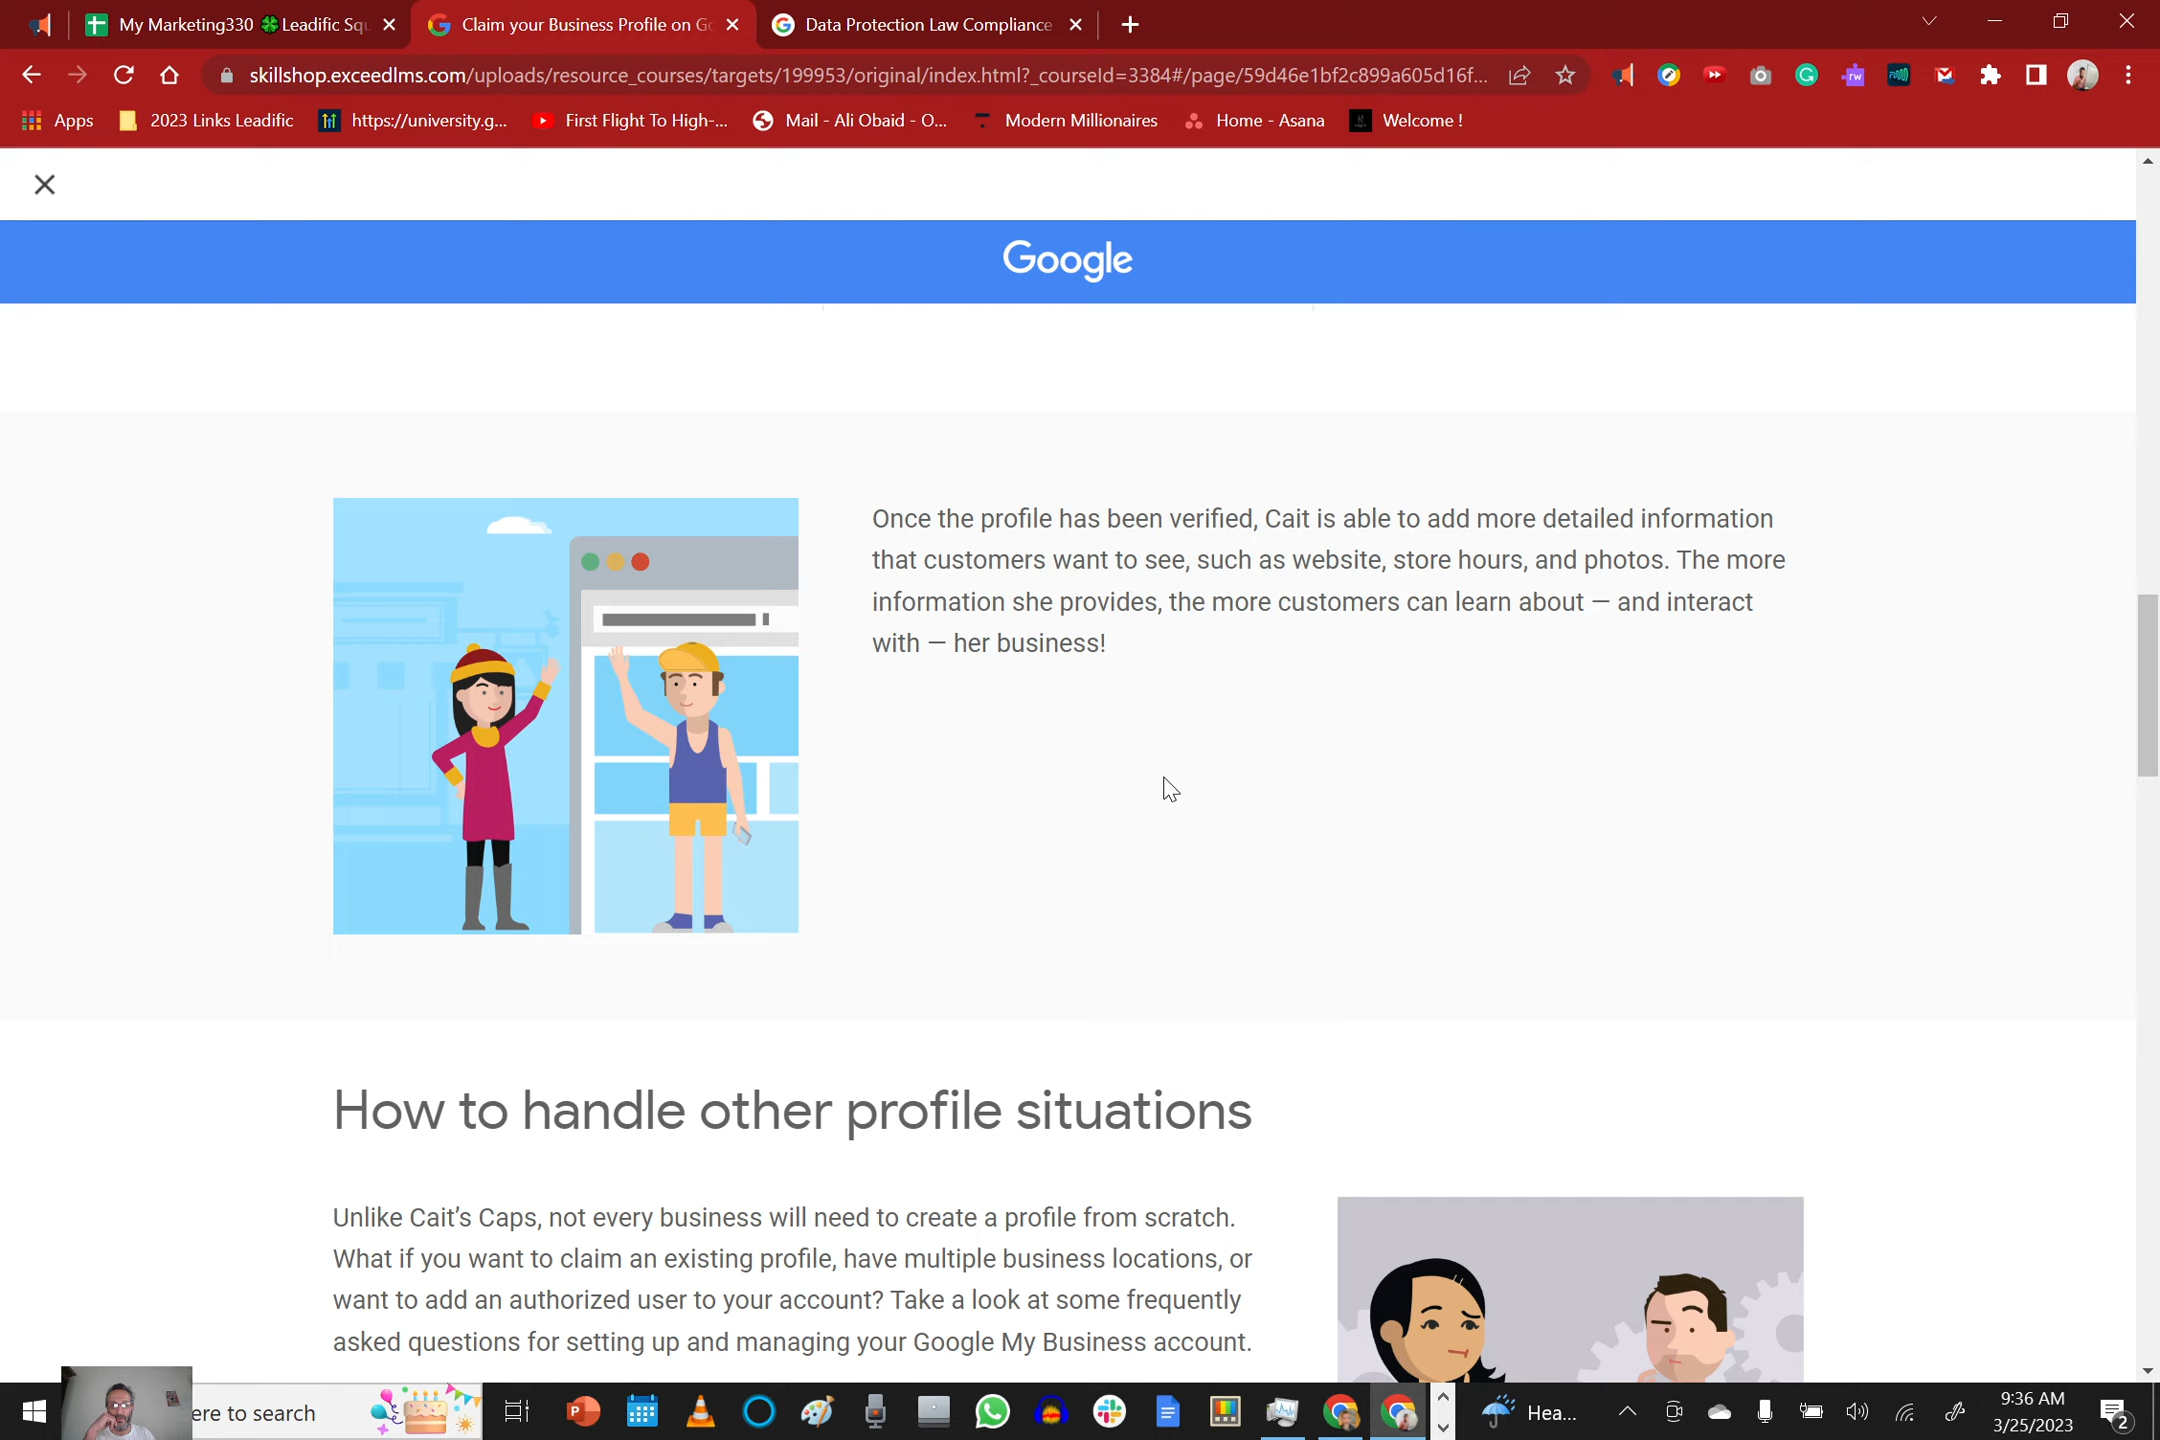 My Marketing330 🍀Leadific Squ
Claim your Business Profile on Go
Data Protection Law Compliance
skillshop.exceedlms.com/uploads/resource_courses/targets/199953/original/index.html?_courseId=3384#/page/59d46e1bf2c899a605d16f...
Apps
2023 Links Leadific
https://university.g...
First Flight To High-...
Mail - Ali Obaid - O...
Modern Millionaires
Home - Asana
Welcome !
Google
Once the profile has been verified, Cait is able to add more detailed information
that customers want to see, such as website, store hours, and photos. The more
information she provides, the more customers can learn about — and interact
with — her business!
How to handle other profile situations
Unlike Cait’s Caps, not every business will need to create a profile from scratch.
What if you want to claim an existing profile, have multiple business locations, or
want to add an authorized user to your account? Take a look at some frequently
asked questions for setting up and managing your Google My Business account.
ere to search
Hea...
9:36 AM
3/25/2023
2